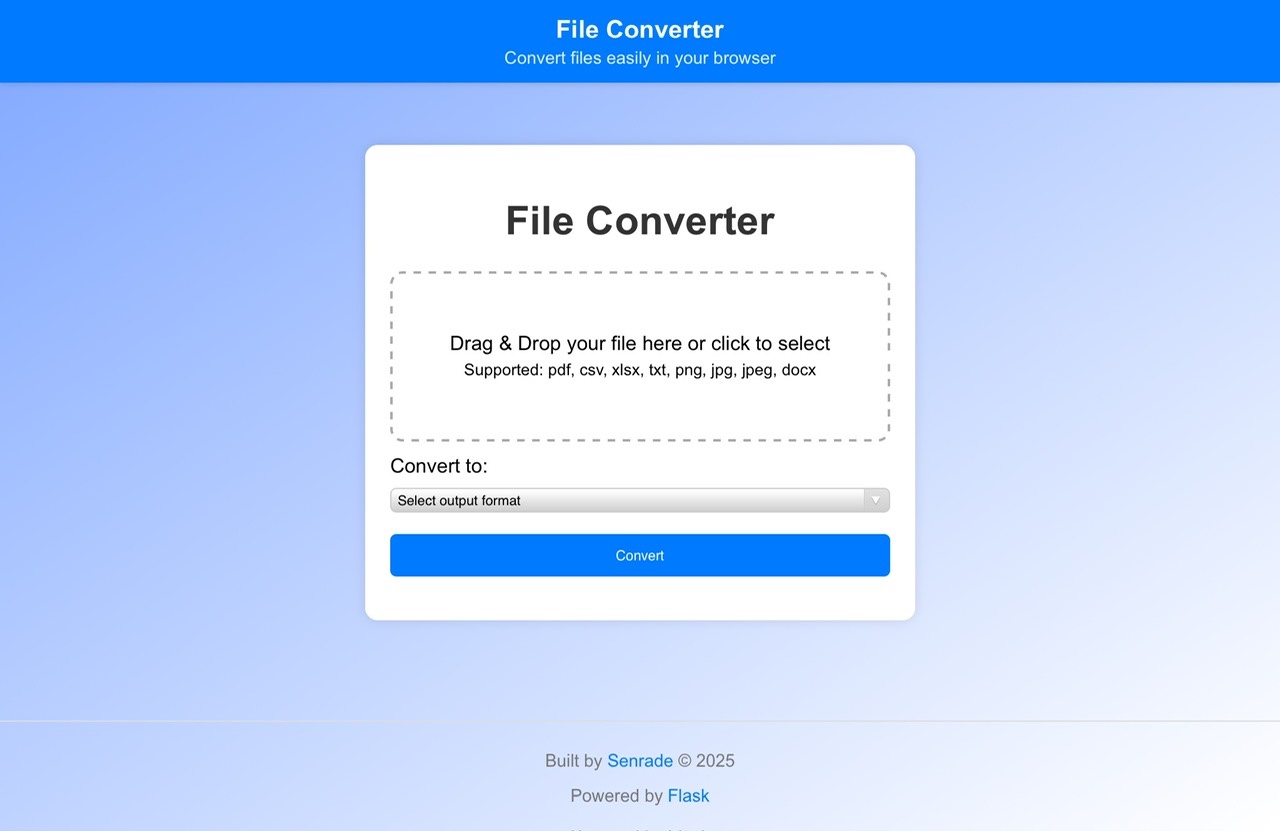 File Converter
Convert files easily in your browser
File Converter
Drag & Drop your file here or click to select
Supported: pdf, csv, xlsx, txt, png, jpg, jpeg, docx
Convert to:
Select output format
Convert
Built by Senrade © 2025
Powered by Flask